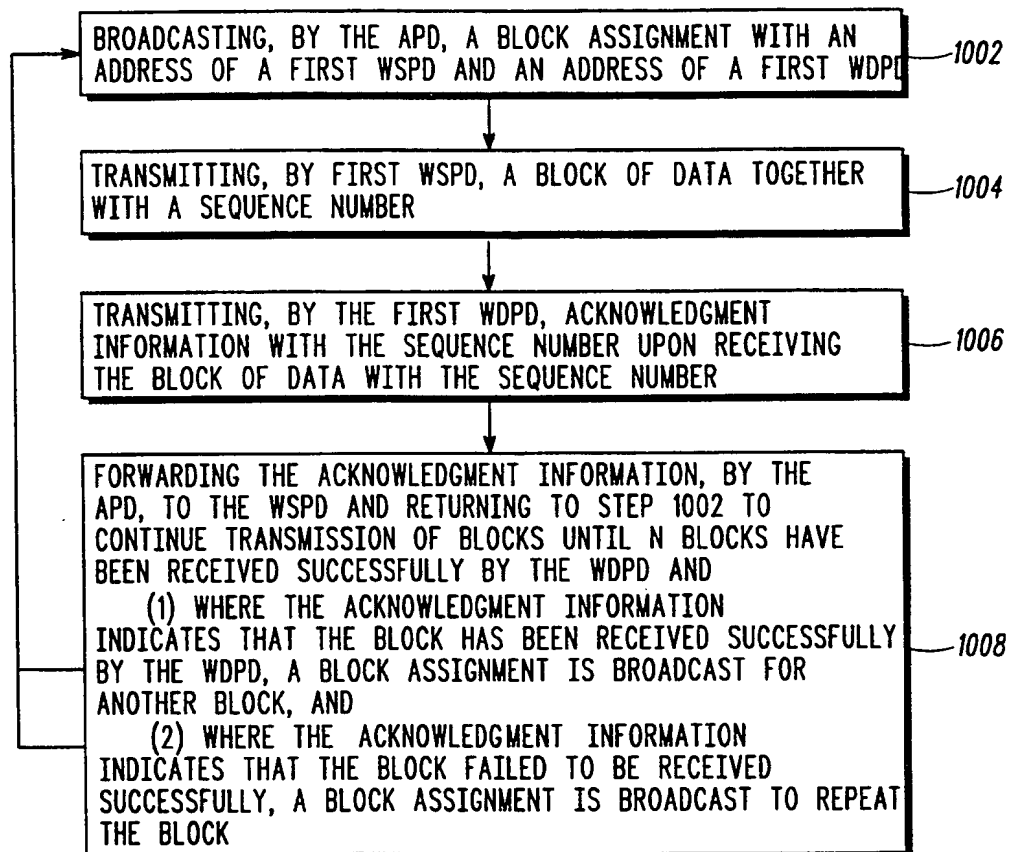 BROADCASTING, BY THE APD, A BLOCK ASSIGNMENT WITH AN
ADDRESS OF A FIRST WSPD AND AN ADDRESS OF A FIRST WDPD
1002
TRANSMITTING, BY FIRST WSPD, A BLOCK OF DATA TOGETHER
WITH A SEQUENCE NUMBER
1004
TRANSMITTING, BY THE FIRST WDPD, ACKNOWLEDGMENT
INFORMATION WITH THE SEQUENCE NUMBER UPON RECEIVING
THE BLOCK OF DATA WITH THE SEQUENCE NUMBER
1006
FORWARDING THE ACKNOWLEDGMENT INFORMATION, BY THE
APD, TO THE WSPD AND RETURNING TO STEP 1002 TO
CONTINUE TRANSMISSION OF BLOCKS UNTIL N BLOCKS HAVE
BEEN RECEIVED SUCCESSFULLY BY THE WDPD AND
(1) WHERE THE ACKNOWLEDGMENT INFORMATION
INDICATES THAT THE BLOCK HAS BEEN RECEIVED SUCCESSFULLY
BY THE WDPD, A BLOCK ASSIGNMENT IS BROADCAST FOR
ANOTHER BLOCK, AND
(2) WHERE THE ACKNOWLEDGMENT INFORMATION
INDICATES THAT THE BLOCK FAILED TO BE RECEIVED
SUCCESSFULLY, A BLOCK ASSIGNMENT IS BROADCAST TO REPEAT
THE BLOCK
1008